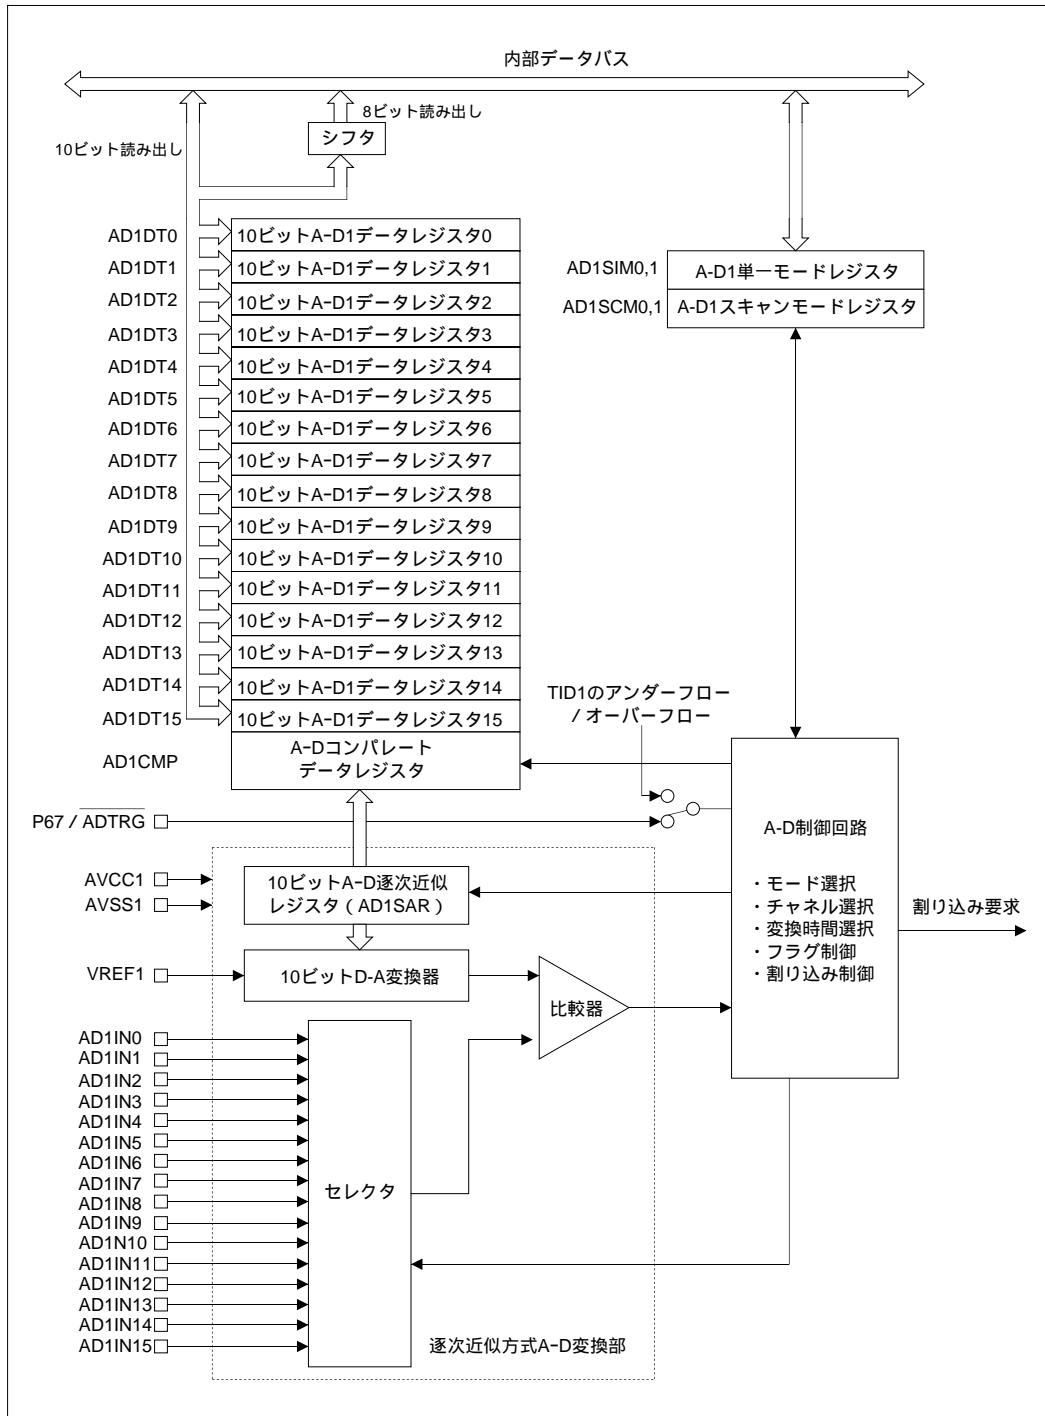 内部データバス
8ビット読み出し
シフタ
10ビット読み出し
AD1DT0 10ビットA-D1データレジスタ0
AD1DT1 10ビットA-D1データレジスタ1
AD1DT2 10ビットA-D1データレジスタ2
AD1DT3 10ビットA-D1データレジスタ3
AD1DT4 10ビットA-D1データレジスタ4
AD1DT5 10ビットA-D1データレジスタ5
AD1DT6 10ビットA-D1データレジスタ6
AD1DT7 10ビットA-D1データレジスタ7
AD1DT8 10ビットA-D1データレジスタ8
AD1DT9 10ビットA-D1データレジスタ9
AD1DT10 10ビットA-D1データレジスタ10
AD1DT11 10ビットA-D1データレジスタ11
AD1DT12 10ビットA-D1データレジスタ12
AD1DT13 10ビットA-D1データレジスタ13
AD1DT14 10ビットA-D1データレジスタ14
AD1DT15 10ビットA-D1データレジスタ15
AD1CMP A-Dコンパレート
データレジスタ
AD1SIM0,1 A-D1単一モードレジスタ
AD1SCM0,1 A-D1スキャンモードレジスタ
TID1のアンダーフロー
/ オーバーフロー
P67 / ADTRG
A-D制御回路
・モード選択
・チャネル選択
・変換時間選択
・フラグ制御
・割り込み制御
割り込み要求
AVCC1
AVSS1
10ビットA-D逐次近似
レジスタ(AD1SAR)
VREF1
10ビットD-A変換器
比較器
AD1IN0
AD1IN1
AD1IN2
AD1IN3
AD1IN4
AD1IN5
AD1IN6
AD1IN7
AD1IN8
AD1IN9
AD1N10
AD1IN11
AD1IN12
AD1IN13
AD1IN14
AD1IN15
セレクタ
逐次近似方式A-D変換部